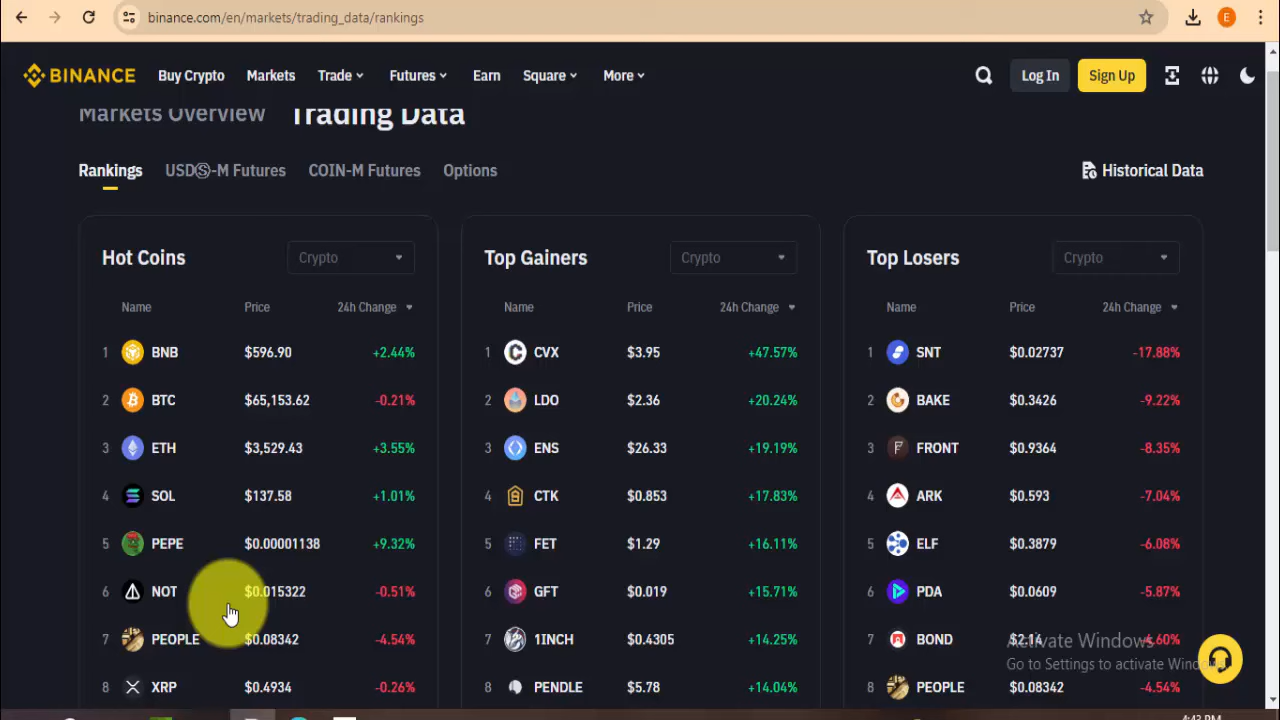 binance.com/en/markets/trading_data/rankings
E
BINANCE Buy Crypto Markets Trade Futures Earn Square More Log In Sign Up
Markets Overview Trading Data
Rankings USDⓈ-M Futures COIN-M Futures Options Historical Data
Hot Coins Crypto Top Gainers Crypto Top Losers Crypto
Name Price 24h Change Name Price 24h Change Name Price 24h Change
1 BNB $596.90 +2.44% 1 CVX $3.95 +47.57% 1 SNT $0.02737 -17.88%
2 BTC $65,153.62 -0.21% 2 LDO $2.36 +20.24% 2 BAKE $0.3426 -9.22%
3 ETH $3,529.43 +3.55% 3 ENS $26.33 +19.19% 3 FRONT $0.9364 -8.35%
4 SOL $137.58 +1.01% 4 CTK $0.853 +17.83% 4 ARK $0.593 -7.04%
5 PEPE $0.00001138 +9.32% 5 FET $1.29 +16.11% 5 ELF $0.3879 -6.08%
6 NOT $0.015322 -0.51% 6 GFT $0.019 +15.71% 6 PDA $0.0609 -5.87%
7 PEOPLE $0.08342 -4.54% 7 1INCH $0.4305 +14.25% 7 BOND $2.14 -4.60%
Activate Windows
Go to Settings to activate Windows
8 XRP $0.4934 -0.26% 8 PENDLE $5.78 +14.04% 8 PEOPLE $0.08342 -4.54%